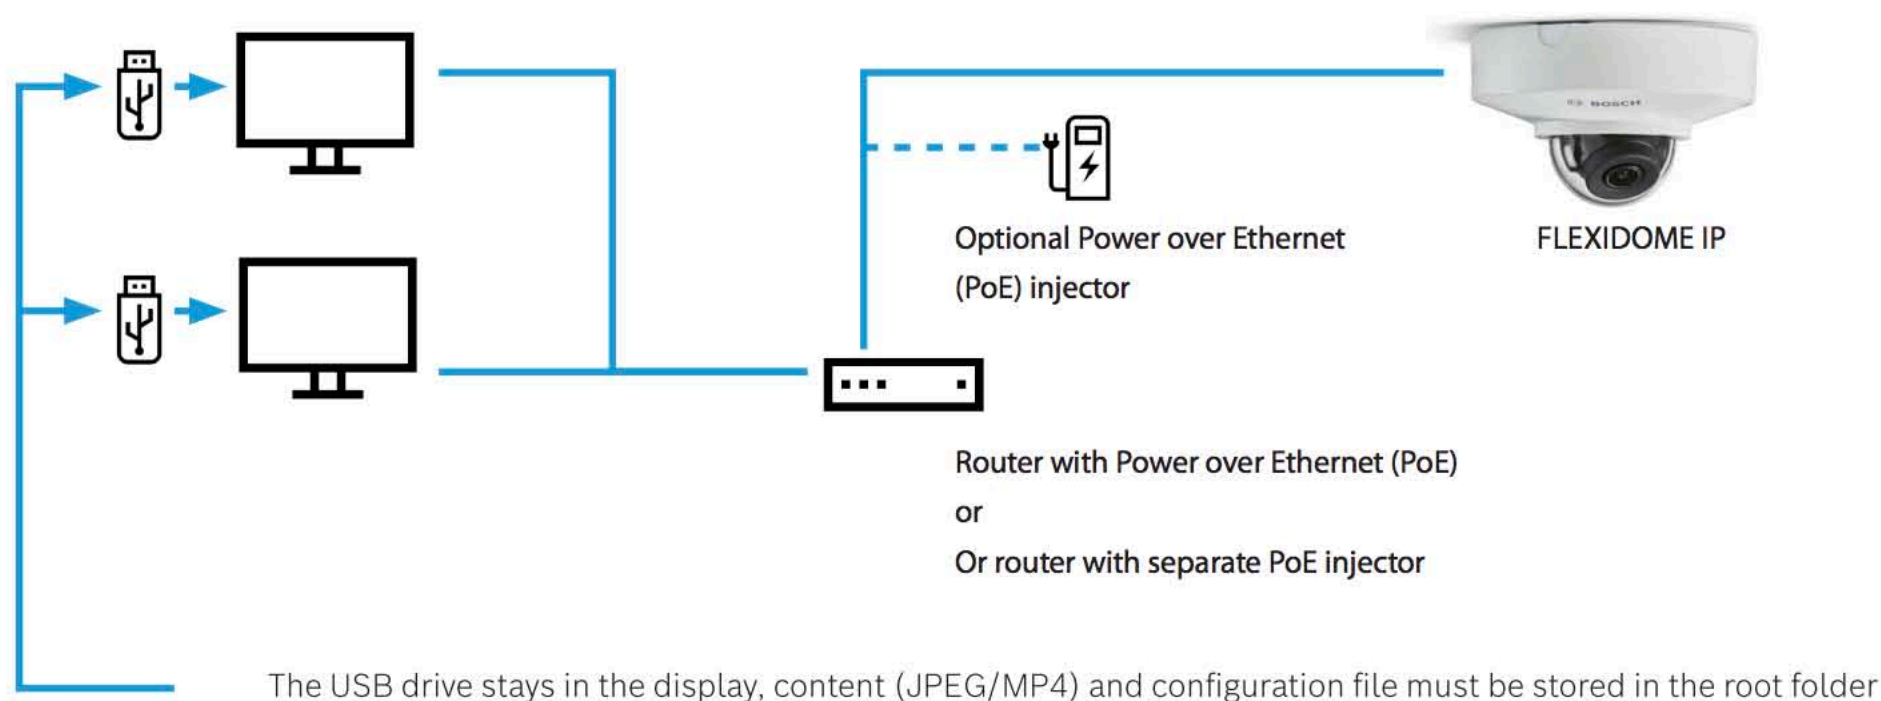 BOSCH
Optional Power over Ethernet
(PoE) injector
FLEXIDOME IP
Router with Power over Ethernet (PoE)
or
Or router with separate PoE injector
The USB drive stays in the display, content (JPEG/MP4) and configuration file must be stored in the root folder